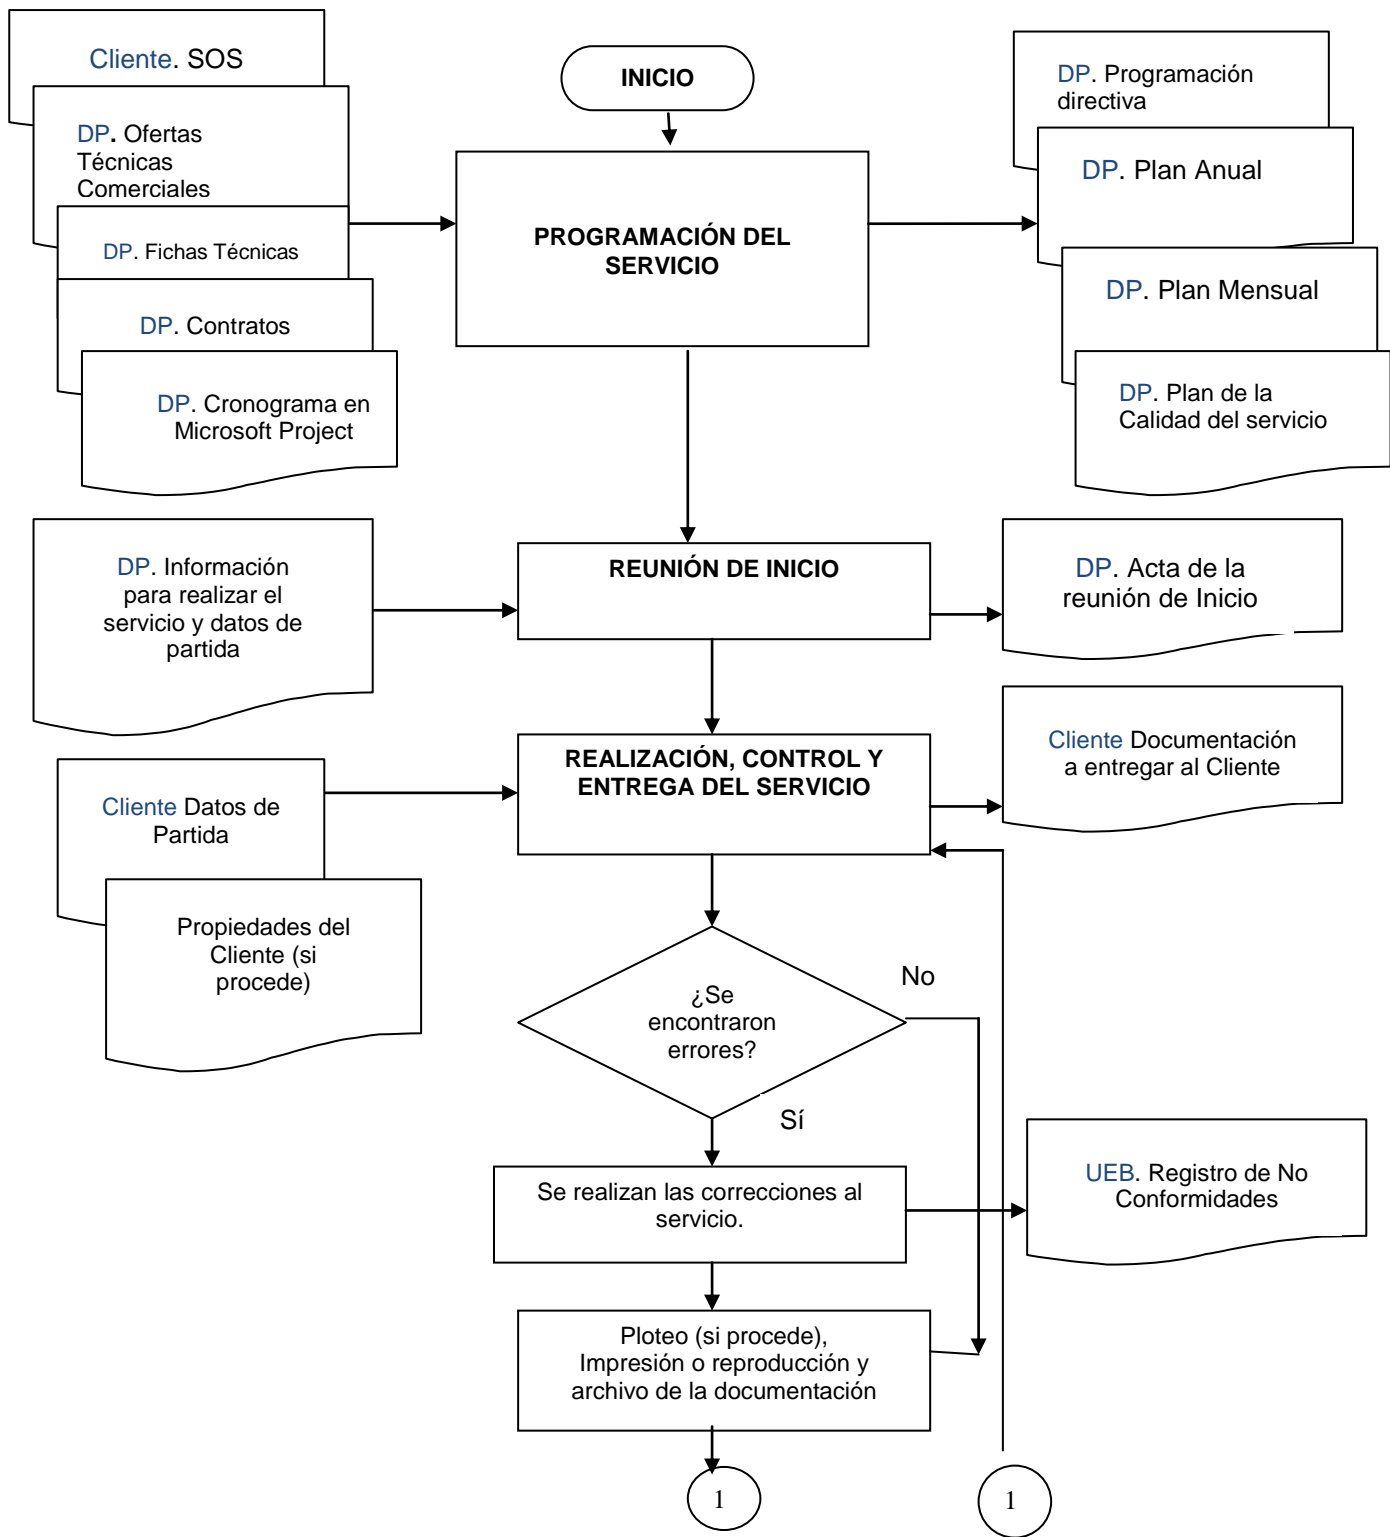 Cliente. SOS
DP. Ofertas
Técnicas
Comerciales
DP. Fichas Técnicas
DP. Contratos
DP. Cronograma en
Microsoft Project
INICIO
PROGRAMACIÓN DEL
SERVICIO
DP. Programación
directiva
DP. Plan Anual
DP. Plan Mensual
DP. Plan de la
Calidad del servicio
DP. Información
para realizar el
servicio y datos de
partida
REUNIÓN DE INICIO
DP. Acta de la
reunión de Inicio
Cliente Datos de
Partida
Propiedades del
Cliente (si
procede)
REALIZACIÓN, CONTROL Y
ENTREGA DEL SERVICIO
Cliente Documentación
a entregar al Cliente
¿Se
encontraron
errores?
No
Sí
Se realizan las correcciones al
servicio.
UEB. Registro de No
Conformidades
Ploteo (si procede),
Impresión o reproducción y
archivo de la documentación
1
1